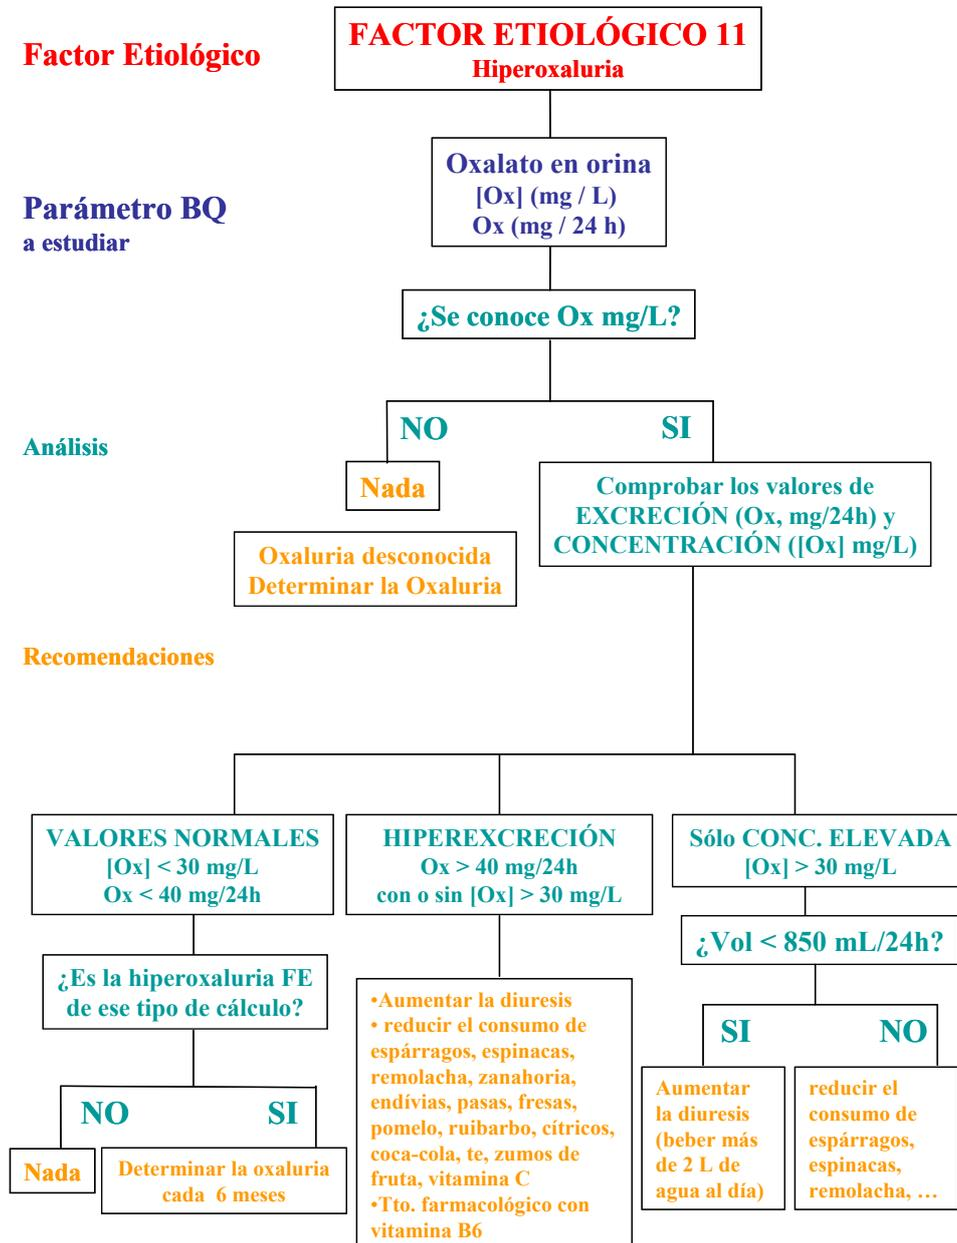 Factor Etiológico
FACTOR ETIOLÓGICO 11
Hiperoxaluria
Parámetro BQ
a estudiar
Oxalato en orina
[Ox] (mg / L)
Ox (mg / 24 h)
¿Se conoce Ox mg/L?
Análisis
NO
SI
Nada
Comprobar los valores de
EXCRECIÓN (Ox, mg/24h) y
CONCENTRACIÓN ([Ox] mg/L)
Oxaluria desconocida
Determinar la Oxaluria
Recomendaciones
VALORES NORMALES
[Ox] < 30 mg/L
Ox < 40 mg/24h
HIPEREXCRECIÓN
Ox > 40 mg/24h
con o sin [Ox] > 30 mg/L
Sólo CONC. ELEVADA
[Ox] > 30 mg/L
¿Es la hiperoxaluria FE
de ese tipo de cálculo?
NO
SI
Nada
Determinar la oxaluria
cada 6 meses
•Aumentar la diuresis
• reducir el consumo de
espárragos, espinacas,
remolacha, zanahoria,
endívias, pasas, fresas,
pomelo, ruibarbo, cítricos,
coca-cola, te, zumos de
fruta, vitamina C
•Tto. farmacológico con
vitamina B6
¿Vol < 850 mL/24h?
SI
NO
Aumentar
la diuresis
(beber más
de 2 L de
agua al día)
reducir el
consumo de
espárragos,
espinacas,
remolacha, …